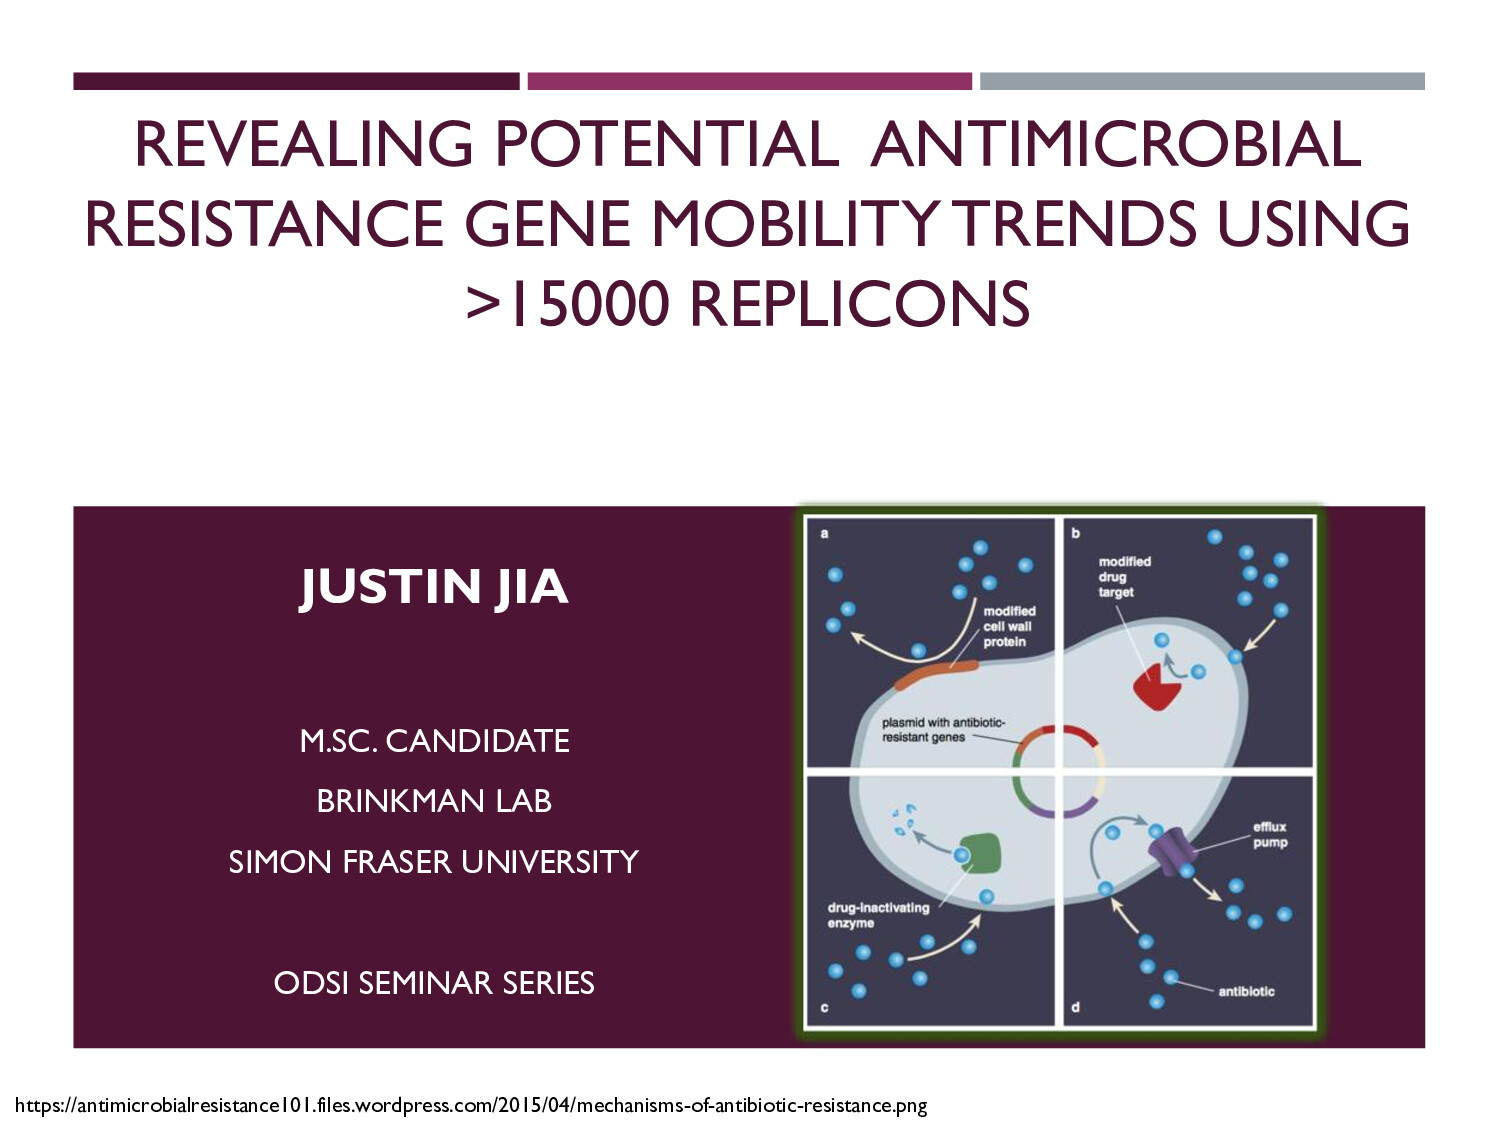 REVEALING POTENTIAL ANTIMICROBIAL
RESISTANCE GENE MOBILITY TRENDS USING
>15000 REPLICONS
JUSTIN JIA
M.SC. CANDIDATE
BRINKMAN LAB
SIMON FRASER UNIVERSITY
ODSI SEMINAR SERIES
a
modified
cell wall
protein
b
modified
drug
target
plasmid with antibiotic-
resistant genes
drug-inactivating
enzyme
c
efflux
pump
antibiotic
d
https://antimicrobialresistance101.files.wordpress.com/2015/04/mechanisms-of-antibiotic-resistance.png